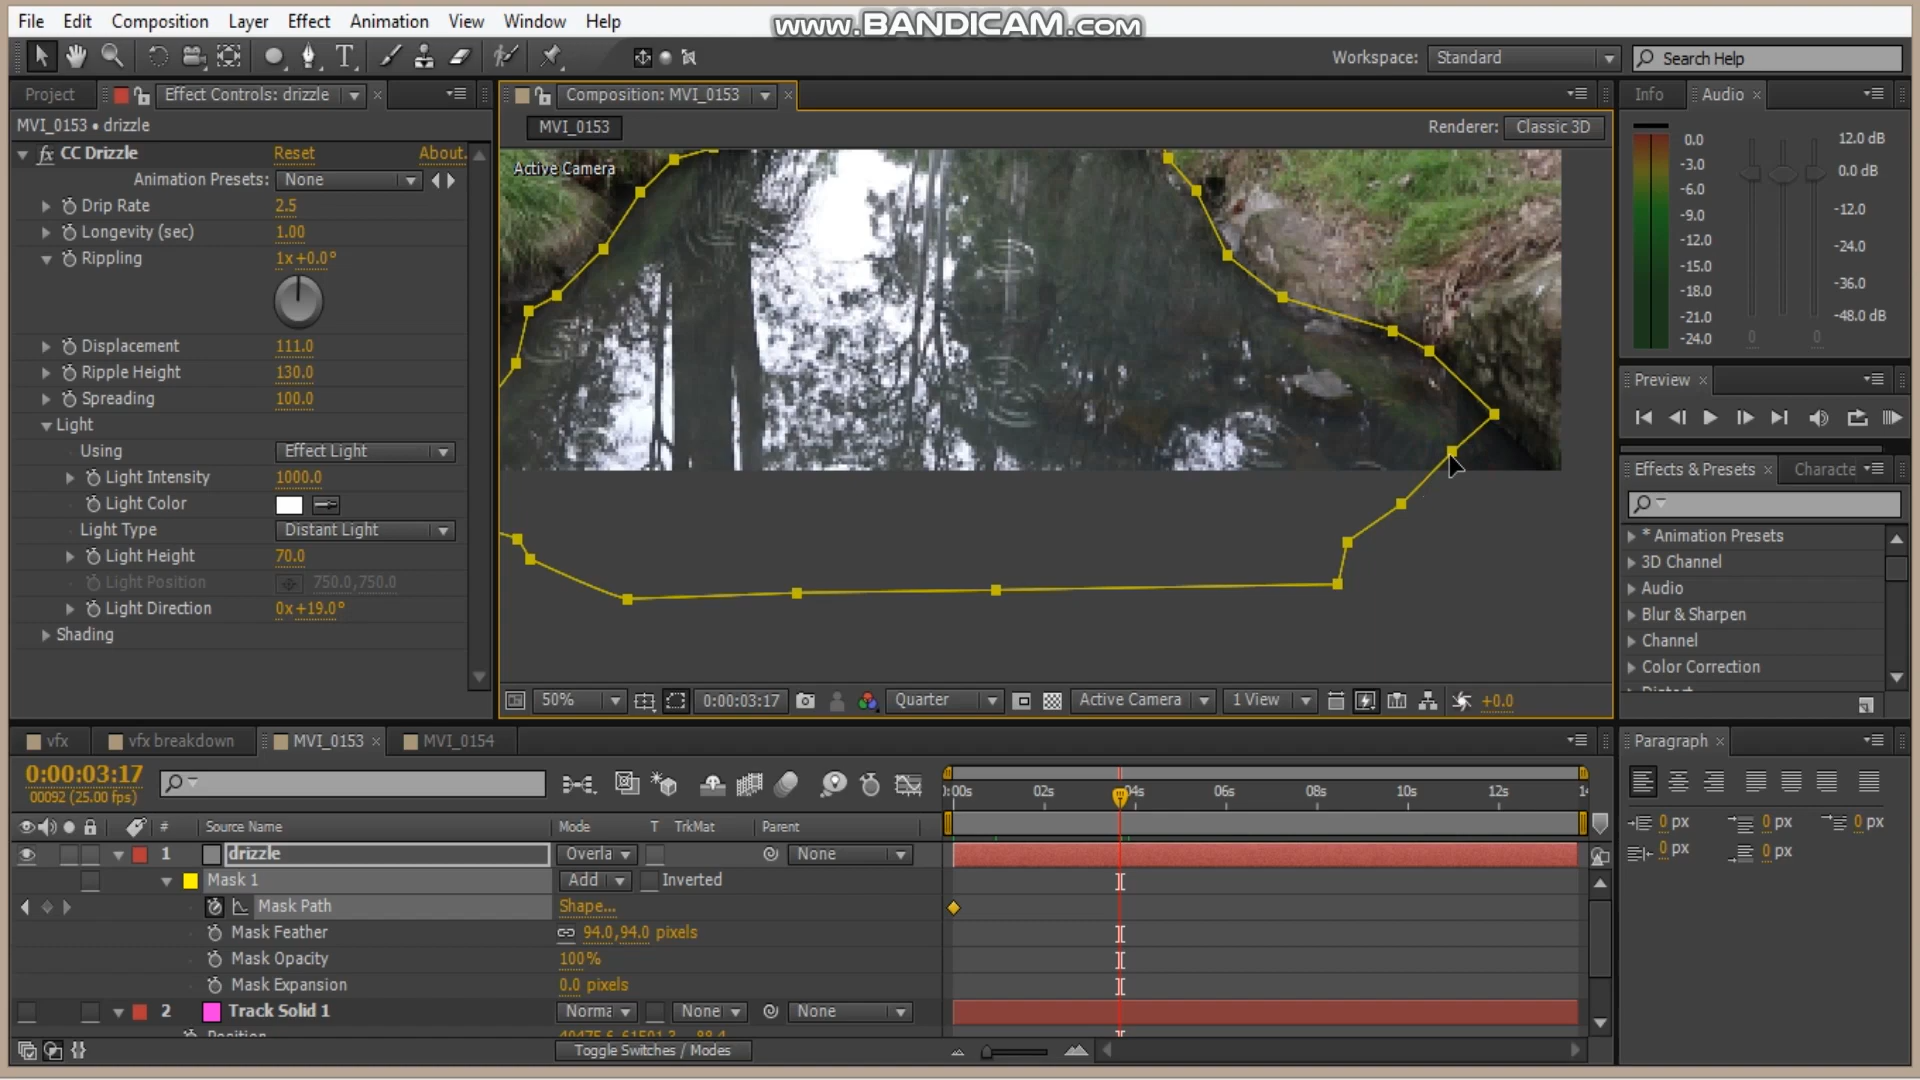 File Edit Composition Layer Effect Animation View Window Help
www.BANDICAM.com
Workspace: Standard
Search Help
Project
Effect Controls: drizzle
Composition: MVI_0153
Info
Audio
MVI_0153 • drizzle
MVI_0153
Renderer: Classic 3D
fx CC Drizzle Reset About.
Animation Presets: None
Drip Rate 2.5
Longevity (sec) 1.00
Rippling 1x+0.0°
Displacement 111.0
Ripple Height 130.0
Spreading 100.0
Light
Using Effect Light
Light Intensity 1000.0
Light Color
Light Type Distant Light
Light Height 70.0
Light Position 750.0,750.0
Light Direction 0x+19.0°
Shading
Active Camera
50% 0:00:03:17 Quarter Active Camera 1 View +0.0
0.0
-3.0
-6.0
-9.0
-12.0
-15.0
-18.0
-21.0
-24.0
12.0 dB
0.0 dB
-12.0
-24.0
-36.0
-48.0 dB
0 0
Preview
Effects & Presets Characte
* Animation Presets
3D Channel
Audio
Blur & Sharpen
Channel
Color Correction
vfx vfx breakdown MVI_0153 MVI_0154
0:00:03:17
00092 (25.00 fps)
):00s 02s 04s 06s 08s 10s 12s 14
# Source Name Mode T TrkMat Parent
1 drizzle Overla None
Mask 1 Add Inverted
Mask Path Shape...
Mask Feather 94.0,94.0 pixels
Mask Opacity 100%
Mask Expansion 0.0 pixels
2 Track Solid 1 Norma None None
Toggle Switches / Modes
Paragraph
0 px 0 px 0 px
0 px 0 px